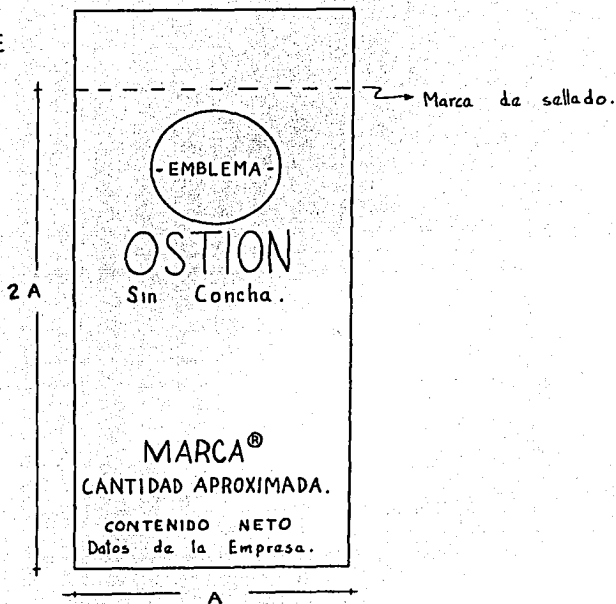 E
Marca de sellado.
- EMBLEMA -
OSTION
Sin Concha.
2 A
MARCA®
CANTIDAD APROXIMADA.
CONTENIDO NETO
Datos de la Empresa.
A